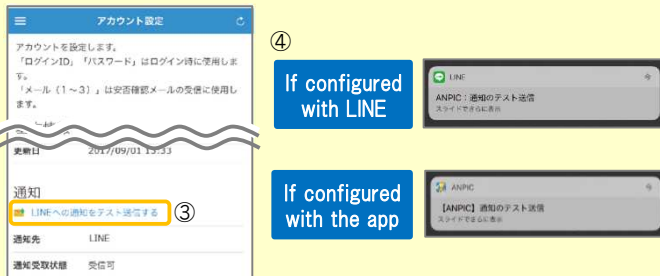 アカウント設定
アカウントを設定します。
「ログインID」「パスワード」はログイン時に使用しま
す。
「メール（1～3）」は安否確認メールの受信に使用し
ます。
更新日 2017/09/01 15:33
通知
LINEへの通知をテスト送信する ③
通知先 LINE
通知受取状態 受信可
④
If configured
with LINE
LINE 今
ANPIC：通知のテスト送信
スライドでさらに表示
If configured
with the app
ANPIC 今
【ANPIC】通知のテスト送信
スライドでさらに表示